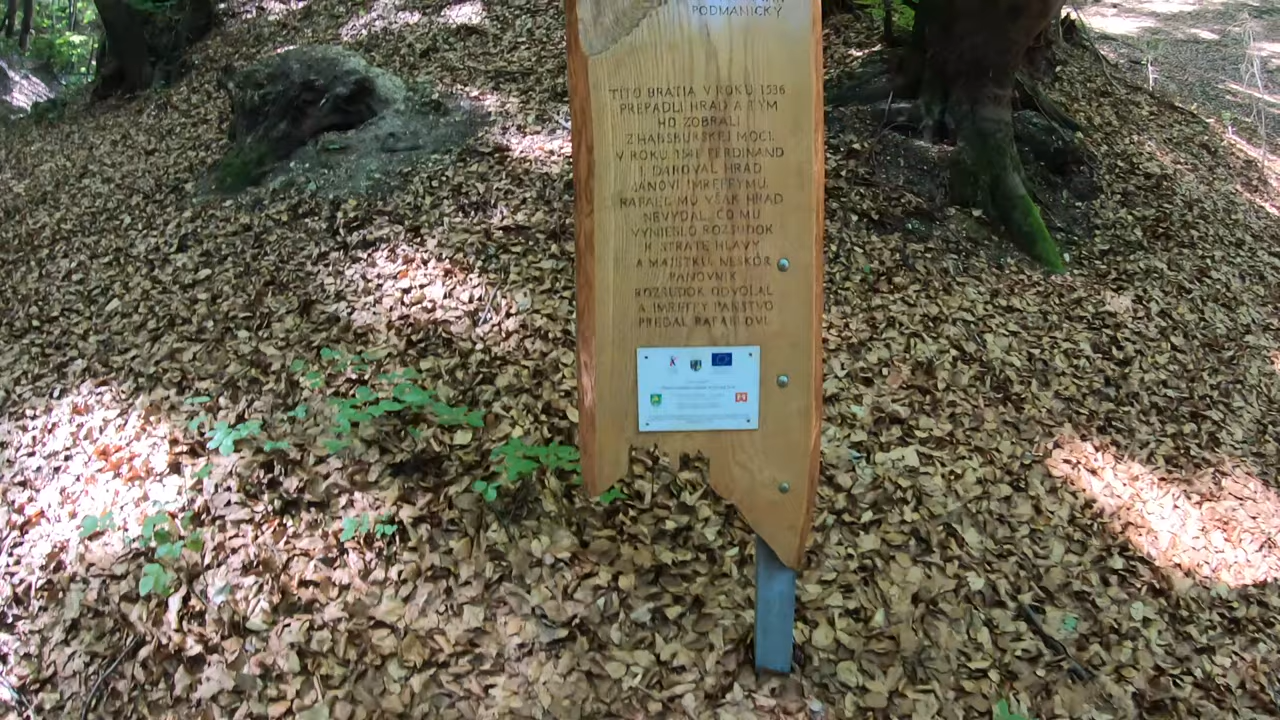 PODMANICKÝ
TÍTO BRATIA V ROKU 1536
PREPADLI HRAD A TÝM
HO ZOBRALI
Z HABSBURSKEJ MOCI.
V ROKU 1541 FERDINAND
I. DAROVAL HRAD
JÁNOVI IMREFFYMU.
RAFAEL MU VŠAK HRAD
NEVYDAL, ČO MU
VYNIESLO ROZSUDOK
K STRATE HLAVY
A MAJETKU. NESKÔR
PANOVNÍK
ROZSUDOK ODVOLAL
A IMREFFY PANSTVO
PREDAL RAFAELOVI.